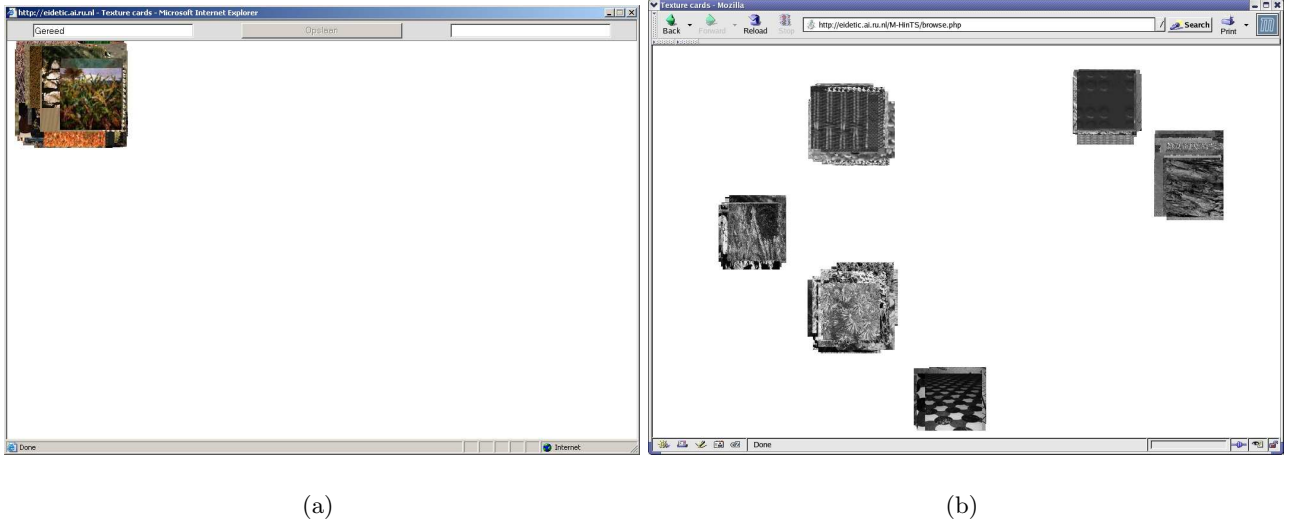 http://eidetic.ai.ru.nl - Texture cards - Microsoft Internet Explorer
Gereed
Opslaan
Done
Internet
Texture cards - Mozilla
Back
Forward
Reload
Stop
http://eidetic.ai.ru.nl/M-HinTS/browse.php
Search
Print
Done
(a)
(b)